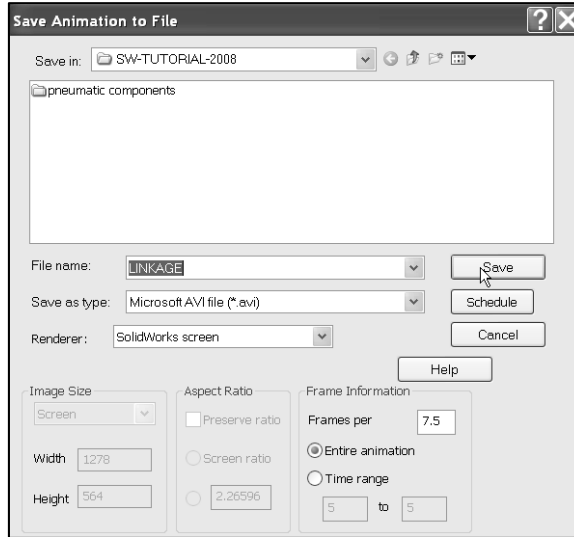 Save Animation to File
Save in: SW-TUTORIAL-2008
pneumatic components
File name: LINKAGE Save
Save as type: Microsoft AVI file (*.avi) Schedule
Renderer: SolidWorks screen Cancel
Help
Image Size
Screen
Width 1278
Height 564
Aspect Ratio
Preserve ratio
Screen ratio
2.26596
Frame Information
Frames per 7.5
Entire animation
Time range
5 to 5